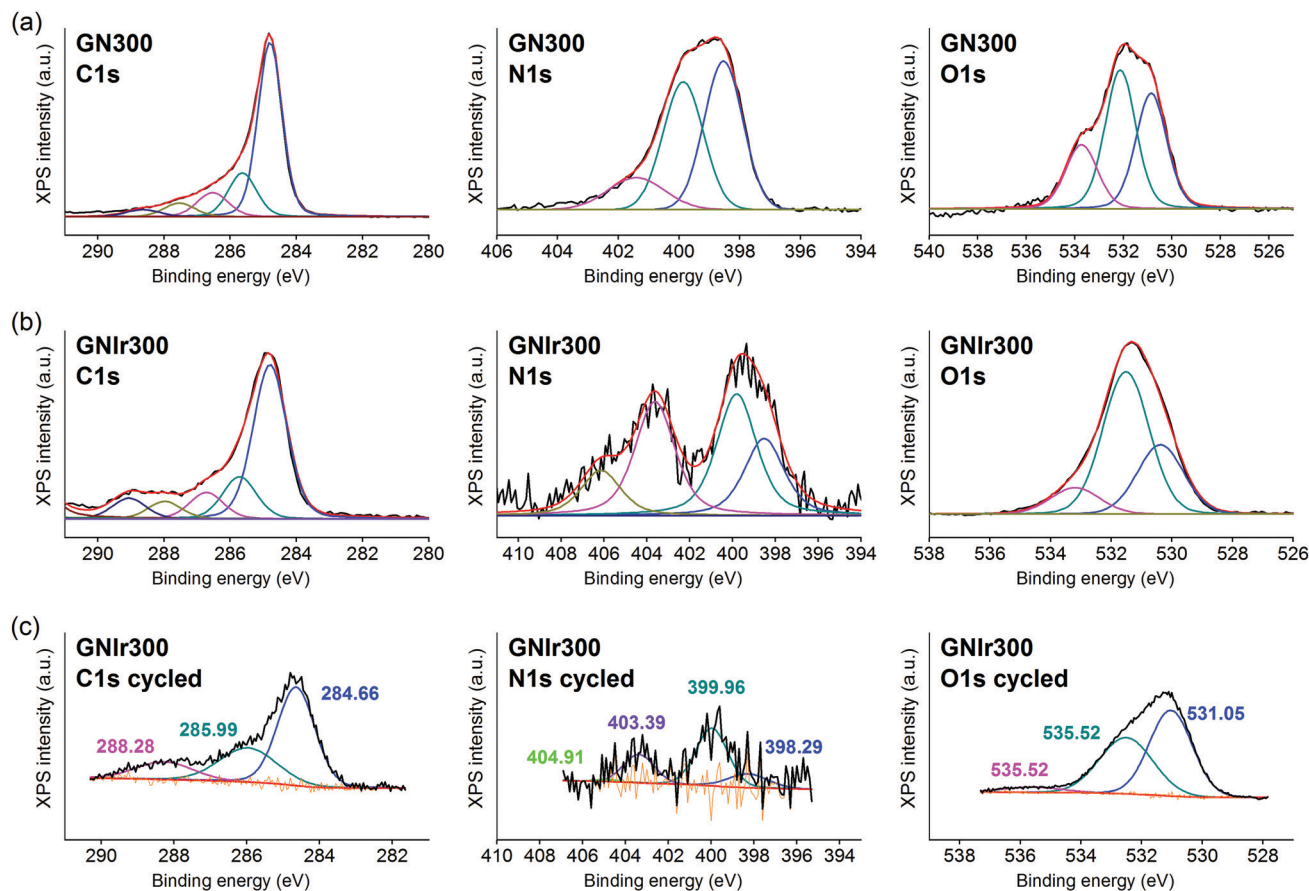 (a)
GN300
C1s
XPS intensity (a.u.)
290 288 286 284 282 280
Binding energy (eV)
GN300
N1s
XPS intensity (a.u.)
406 404 402 400 398 396 394
Binding energy (eV)
GN300
O1s
XPS intensity (a.u.)
540 538 536 534 532 530 528 526
Binding energy (eV)
(b)
GNIr300
C1s
XPS intensity (a.u.)
290 288 286 284 282 280
Binding energy (eV)
GNIr300
N1s
XPS intensity (a.u.)
410 408 406 404 402 400 398 396 394
Binding energy (eV)
GNIr300
O1s
XPS intensity (a.u.)
538 536 534 532 530 528 526
Binding energy (eV)
(c)
GNIr300
C1s cycled
284.66
285.99
288.28
XPS intensity (a.u.)
290 288 286 284 282
Binding energy (eV)
GNIr300
N1s cycled
399.96
403.39
404.91
398.29
XPS intensity (a.u.)
410 408 406 404 402 400 398 396 394
Binding energy (eV)
GNIr300
O1s cycled
531.05
535.52
535.52
XPS intensity (a.u.)
538 536 534 532 530 528
Binding energy (eV)